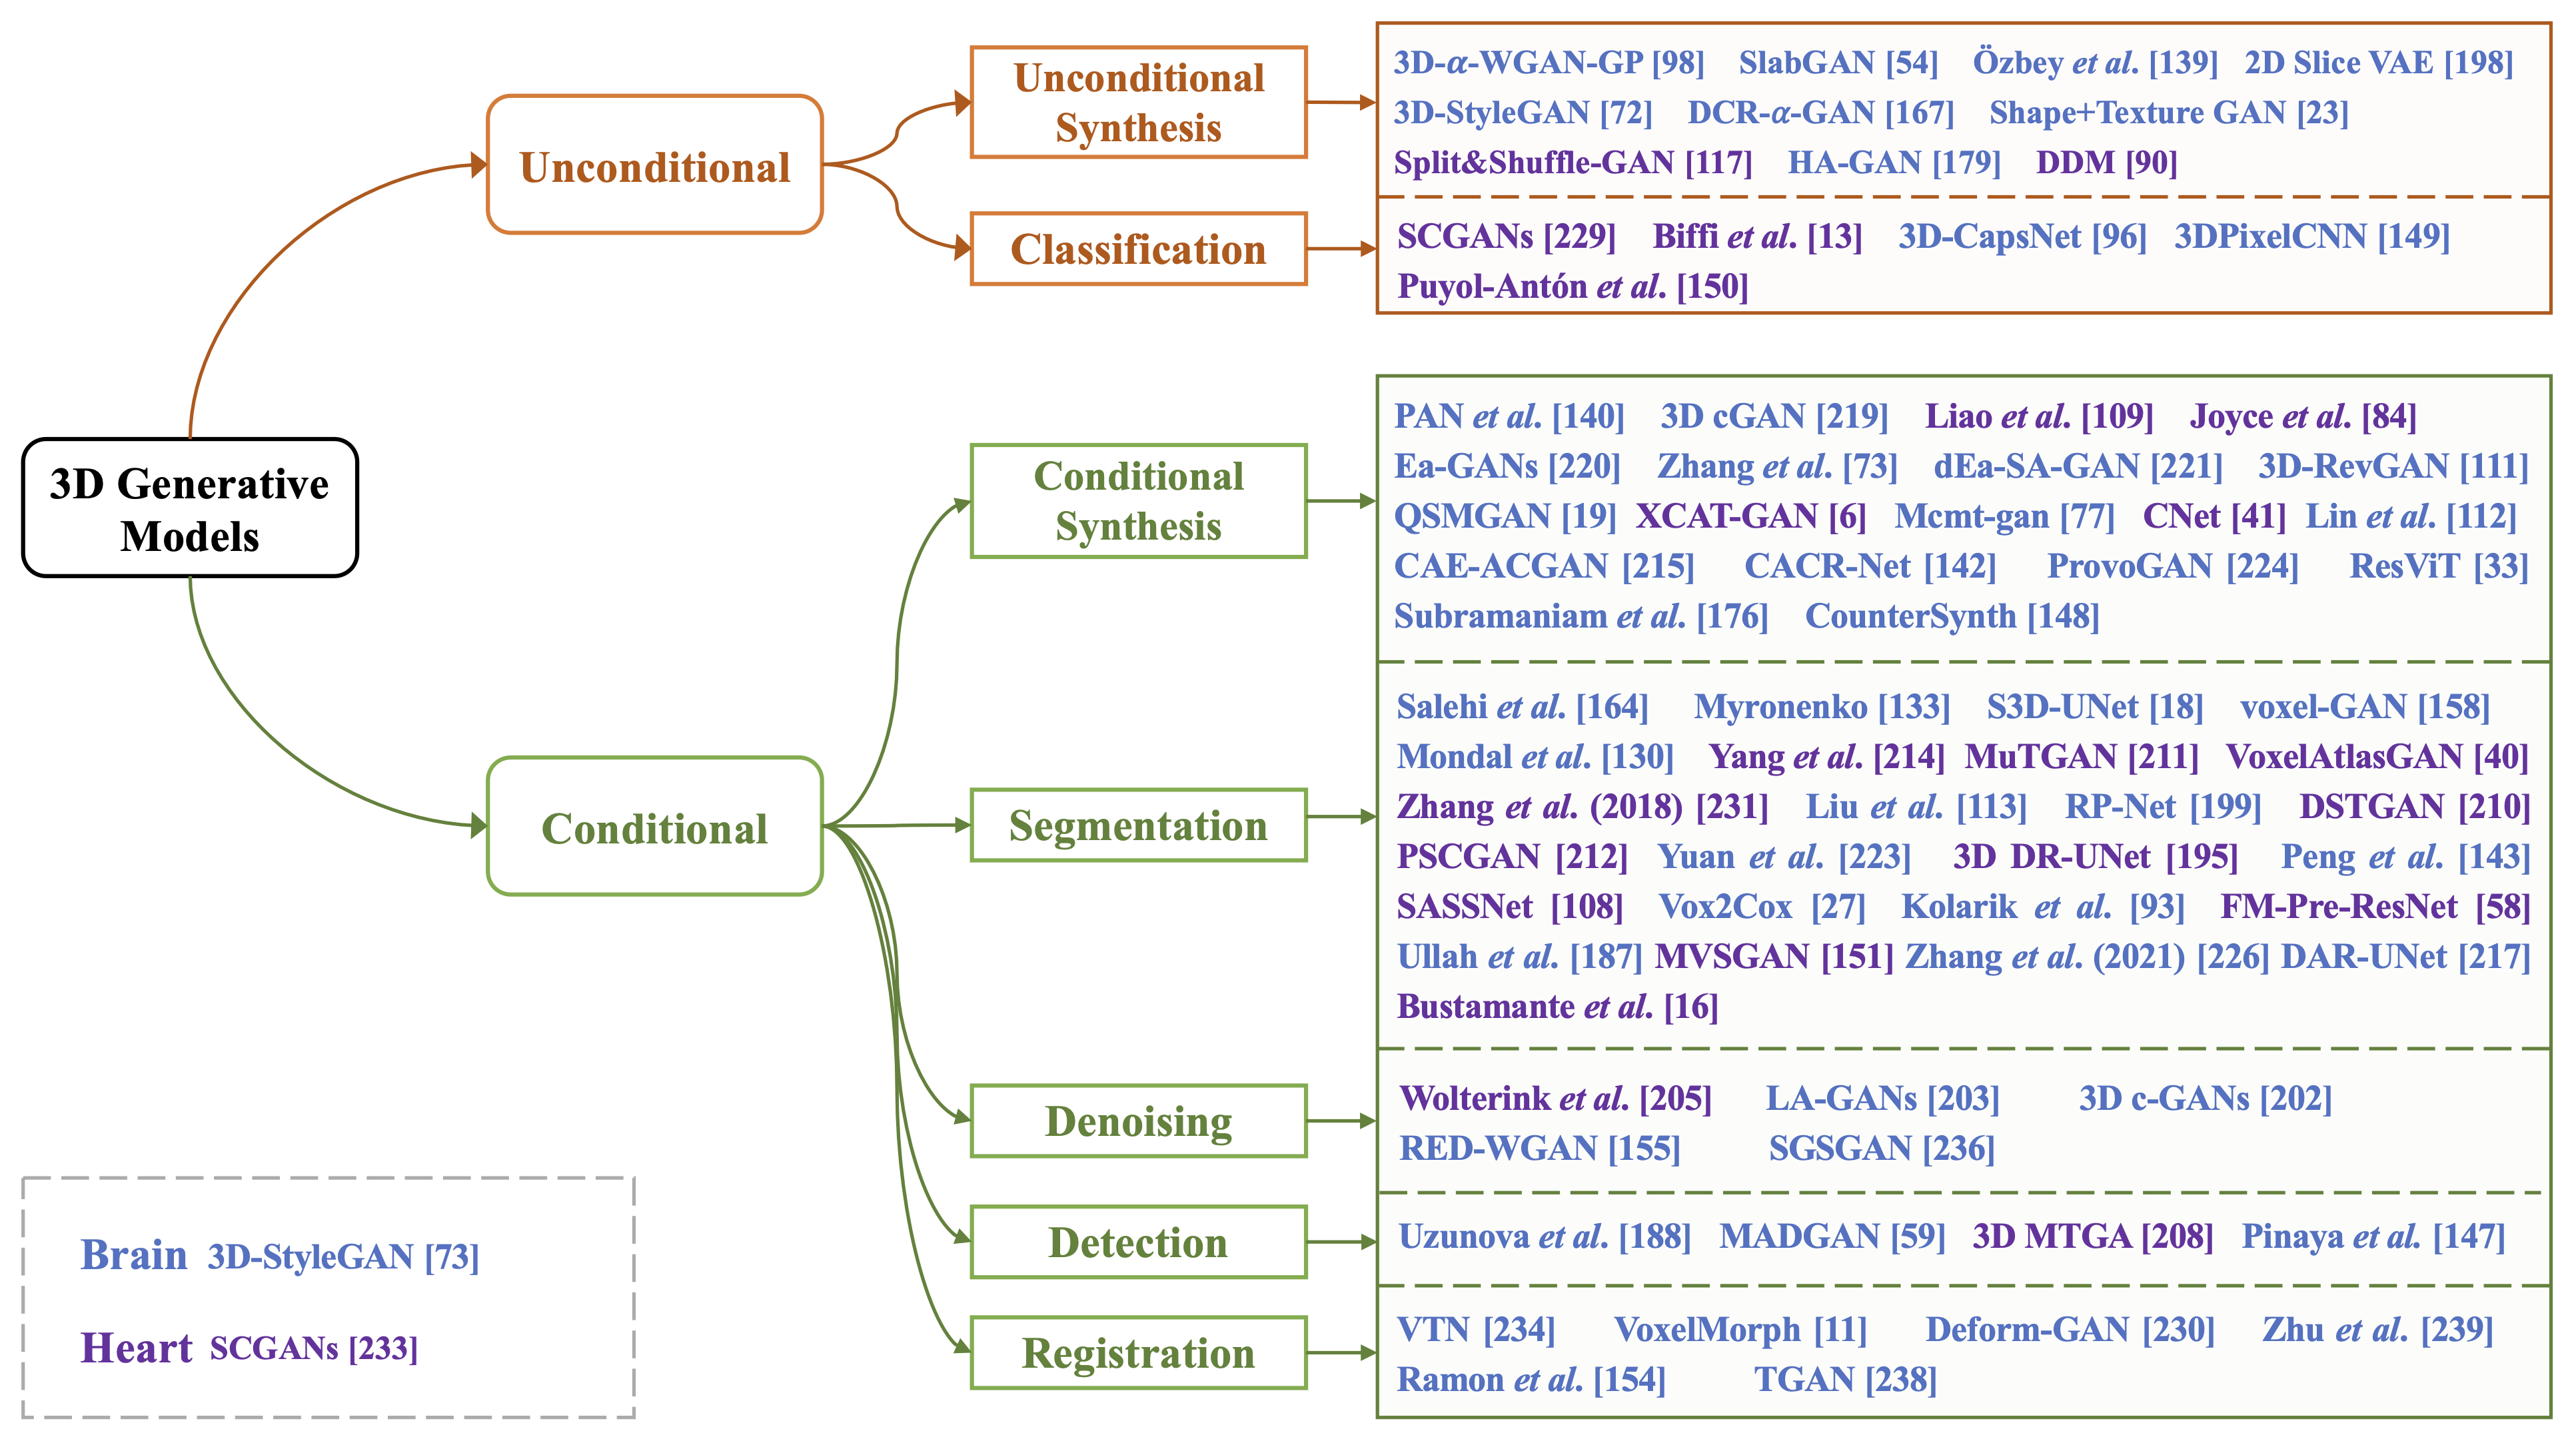 3D Generative
Models
Unconditional
Conditional
Unconditional
Synthesis
Classification
Conditional
Synthesis
Segmentation
Denoising
Detection
Registration
3D-α-WGAN-GP [98] SlabGAN [54] Özbey et al. [139] 2D Slice VAE [198]
3D-StyleGAN [72] DCR-α-GAN [167] Shape+Texture GAN [23]
Split&Shuffle-GAN [117] HA-GAN [179] DDM [90]
SCGANs [229] Biffi et al. [13] 3D-CapsNet [96] 3DPixelCNN [149]
Puyol-Antón et al. [150]
PAN et al. [140] 3D cGAN [219] Liao et al. [109] Joyce et al. [84]
Ea-GANs [220] Zhang et al. [73] dEa-SA-GAN [221] 3D-RevGAN [111]
QSMGAN [19] XCAT-GAN [6] Mcmt-gan [77] CNet [41] Lin et al. [112]
CAE-ACGAN [215] CACR-Net [142] ProvoGAN [224] ResViT [33]
Subramaniam et al. [176] CounterSynth [148]
Salehi et al. [164] Myronenko [133] S3D-UNet [18] voxel-GAN [158]
Mondal et al. [130] Yang et al. [214] MuTGAN [211] VoxelAtlasGAN [40]
Zhang et al. (2018) [231] Liu et al. [113] RP-Net [199] DSTGAN [210]
PSCGAN [212] Yuan et al. [223] 3D DR-UNet [195] Peng et al. [143]
SASSNet [108] Vox2Cox [27] Kolarik et al. [93] FM-Pre-ResNet [58]
Ullah et al. [187] MVSGAN [151] Zhang et al. (2021) [226] DAR-UNet [217]
Bustamante et al. [16]
Wolterink et al. [205] LA-GANs [203] 3D c-GANs [202]
RED-WGAN [155] SGSGAN [236]
Uzunova et al. [188] MADGAN [59] 3D MTGA [208] Pinaya et al. [147]
VTN [234] VoxelMorph [11] Deform-GAN [230] Zhu et al. [239]
Ramon et al. [154] TGAN [238]
Brain 3D-StyleGAN [73]
Heart SCGANs [233]